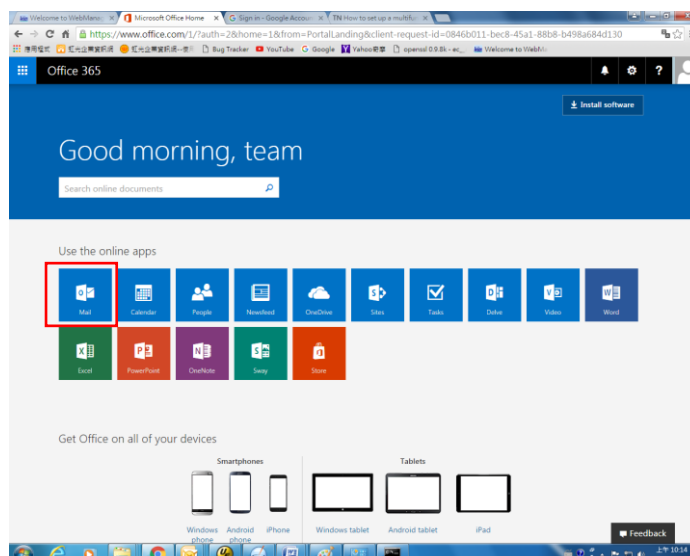 Welcome to WebMana
Microsoft Office Home
Sign in - Google Accoun
TN How to set up a multifu
https://www.office.com/1/?auth=2&home=1&from=PortalLanding&client-request-id=0846b011-bec8-45a1-88b8-b498a684d130
應用程式
Bug Tracker
YouTube
Google
Yahoo奇摩
openssl 0.9.8k - ec_
Welcome to WebM
Office 365
?
Install software
Good morning, team
Search online documents
Use the online apps
Mail
Calendar
People
Newsfeed
OneDrive
Sites
Tasks
Delve
Video
Word
Excel
PowerPoint
OneNote
Sway
Store
Get Office on all of your devices
Smartphones
Tablets
Windows phone
Android phone
iPhone
Windows tablet
Android tablet
iPad
Feedback
上午 10:14